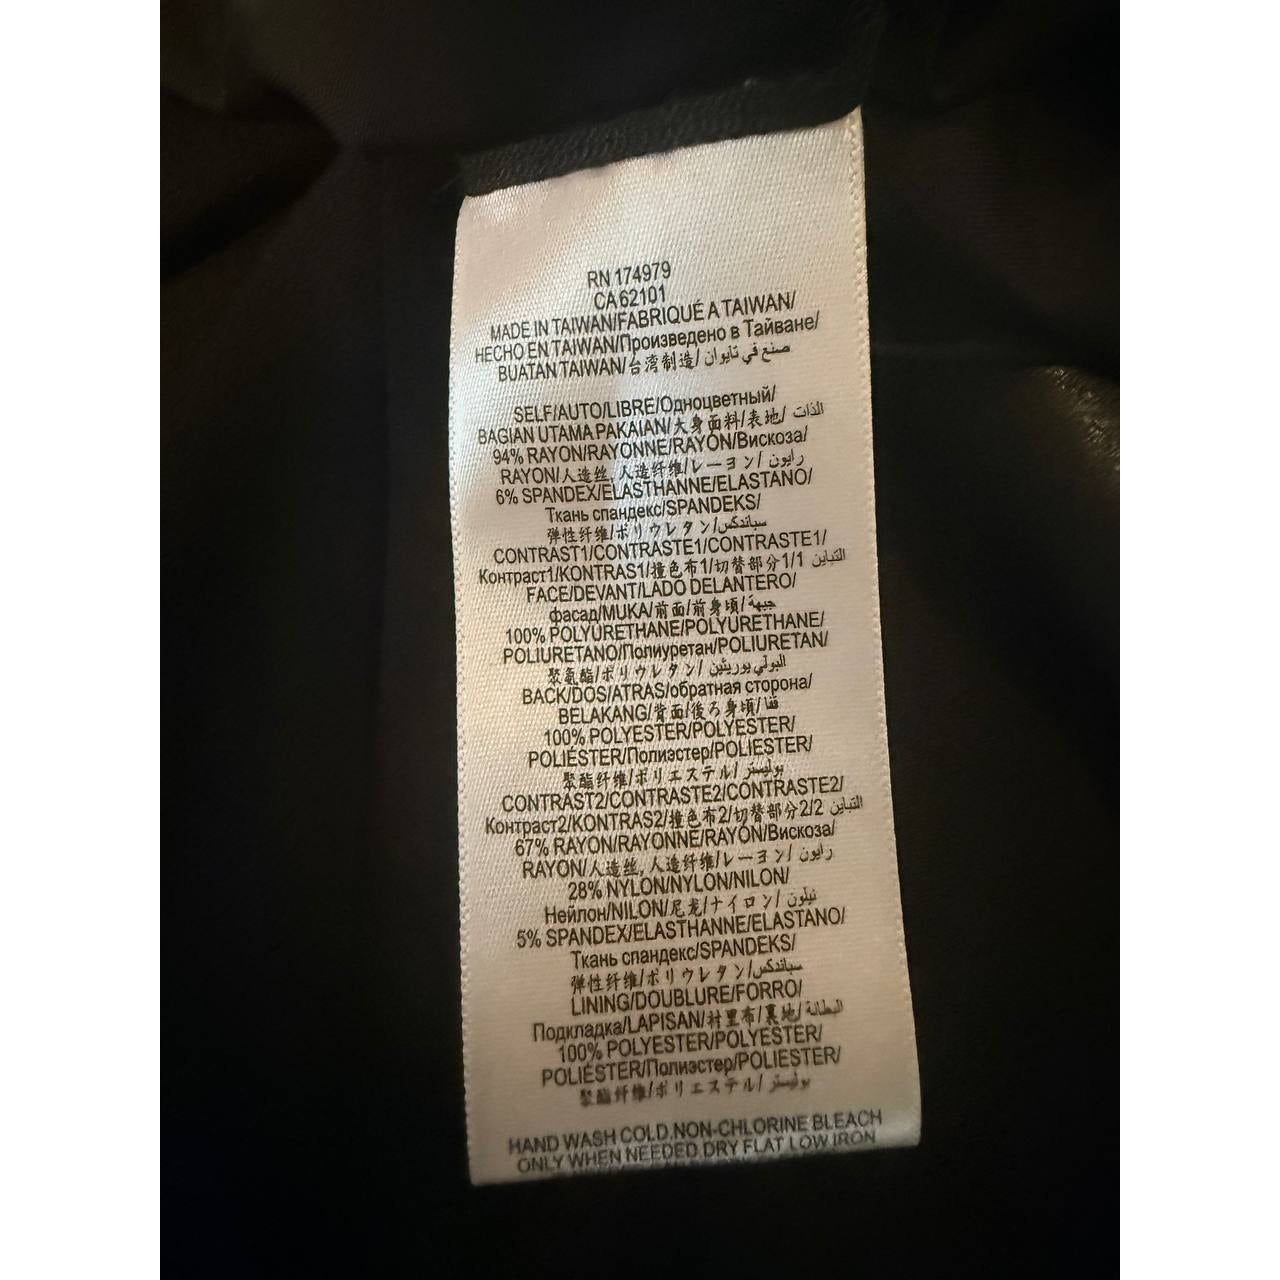 RN 174979
CA 62101
MADE IN TAIWAN/FABRIQUÉ A TAIWAN/
HECHO EN TAIWAN/Произведено в Тайване/
BUATAN TAIWAN/台湾制造/ صنع في تايوان
SELF/AUTO/LIBRE/Одноцветный/
BAGIAN UTAMA PAKAIAN/大身面料/表地/ الذات
94% RAYON/RAYONNE/RAYÓN/Вискоза/
RAYON/人造丝, 人造纤维/レーヨン/ رايون
6% SPANDEX/ELASTHANNE/ELASTANO/
Ткань спандекс/SPANDEKS/
弹性纤维/ポリウレタン/سباندكس
CONTRAST1/CONTRASTE1/CONTRASTE1/
Контраст1/KONTRAS1/撞色布1/切替部分1/1 التباين
FACE/DEVANT/LADO DELANTERO/
фасад/MUKA/前面/前身頃/ جبهة
100% POLYURETHANE/POLYURETHANE/
POLIURETANO/Полиуретан/POLIURETAN/
聚氨酯/ポリウレタン/ البولي يوريثين
BACK/DOS/ATRAS/обратная сторона/
BELAKANG/背面/後ろ身頃/ قفا
100% POLYESTER/POLYESTER/
POLIÉSTER/Полиэстер/POLIESTER/
聚酯纤维/ポリエステル/ بوليستر
CONTRAST2/CONTRASTE2/CONTRASTE2/
Контраст2/KONTRAS2/撞色布2/切替部分2/2 التباين
67% RAYON/RAYONNE/RAYÓN/Вискоза/
RAYON/人造丝, 人造纤维/レーヨン/ رايون
28% NYLON/NYLON/NILON/
Нейлон/NILON/尼龙/ナイロン/ نيلون
5% SPANDEX/ELASTHANNE/ELASTANO/
Ткань спандекс/SPANDEKS/
弹性纤维/ポリウレタン/سباندكس
LINING/DOUBLURE/FORRO/
Подкладка/LAPISAN/村里布/裏地/ البطالة
100% POLYESTER/POLYESTER/
POLIÉSTER/Полиэстер/POLIESTER/
聚酯纤维/ポリエステル/ بوليستر
HAND WASH COLD.NON-CHLORINE BLEACH
ONLY WHEN NEEDED.DRY FLAT LOW IRON